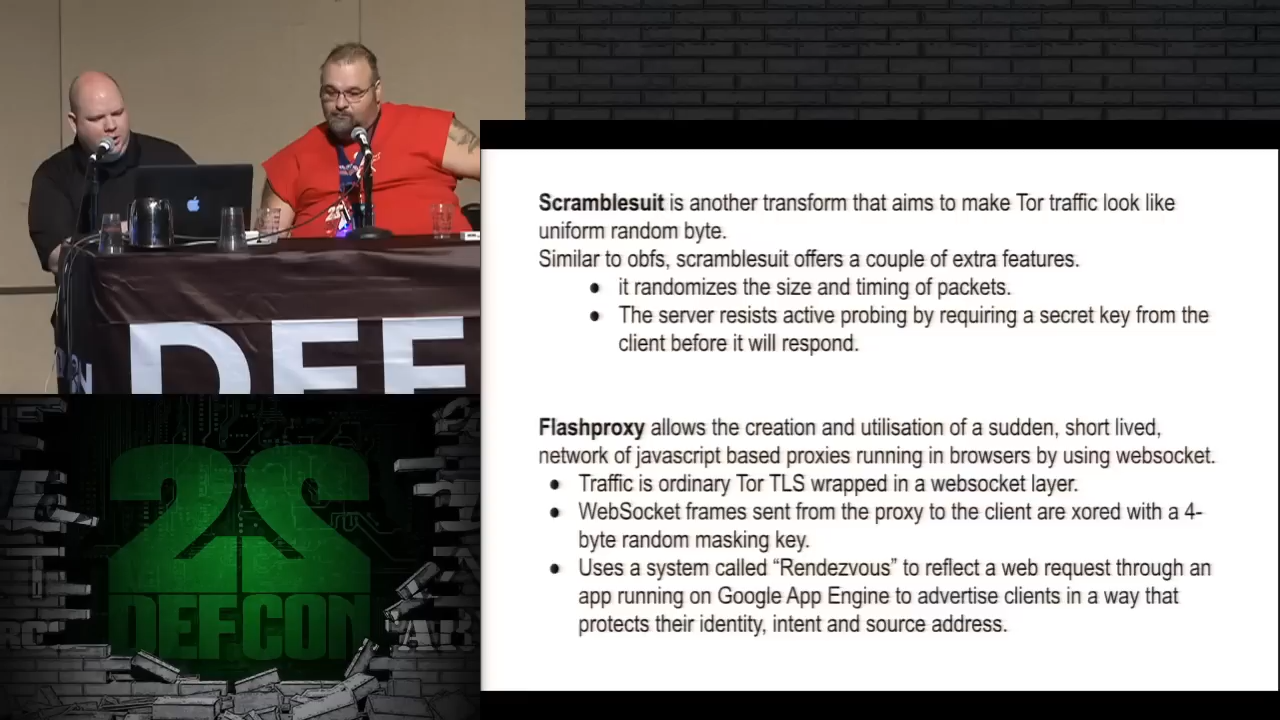 Scramblesuit is another transform that aims to make Tor traffic look like
uniform random byte.
Similar to obfs, scramblesuit offers a couple of extra features.
● it randomizes the size and timing of packets.
● The server resists active probing by requiring a secret key from the
client before it will respond.
Flashproxy allows the creation and utilisation of a sudden, short lived,
network of javascript based proxies running in browsers by using websocket.
● Traffic is ordinary Tor TLS wrapped in a websocket layer.
● WebSocket frames sent from the proxy to the client are xored with a 4-
byte random masking key.
● Uses a system called “Rendezvous” to reflect a web request through an
app running on Google App Engine to advertise clients in a way that
protects their identity, intent and source address.
DEF
22
DEFCON